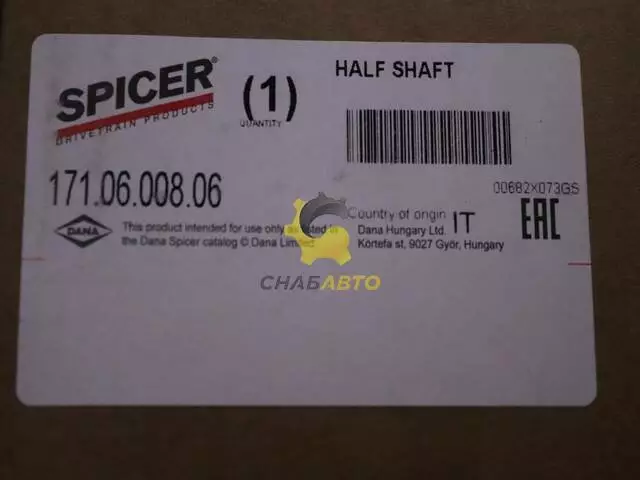 SPICER®
DRIVETRAIN PRODUCTS
(1)
QUANTITY
HALF SHAFT
171.06.008.06
00682X073GS
DANA
This product intended for use only as listed in
the Dana Spicer catalog © Dana Limited
Country of origin IT
Dana Hungary Ltd.
Körtefa st, 9027 Györ, Hungary
EAC
СНАБАВТО